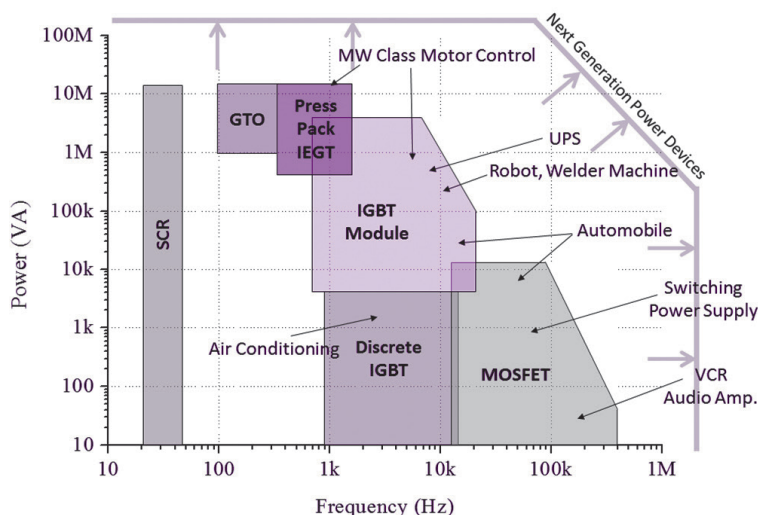 100M
10M
1M
100k
10k
1k
100
10
Power (VA)
10
100
1k
10k
100k
1M
Frequency (Hz)
MW Class Motor Control
Next Generation Power Devices
GTO
Press
Pack
IEGT
UPS
Robot, Welder Machine
SCR
IGBT
Module
Automobile
Switching
Power Supply
Air Conditioning
Discrete
IGBT
MOSFET
VCR
Audio Amp.